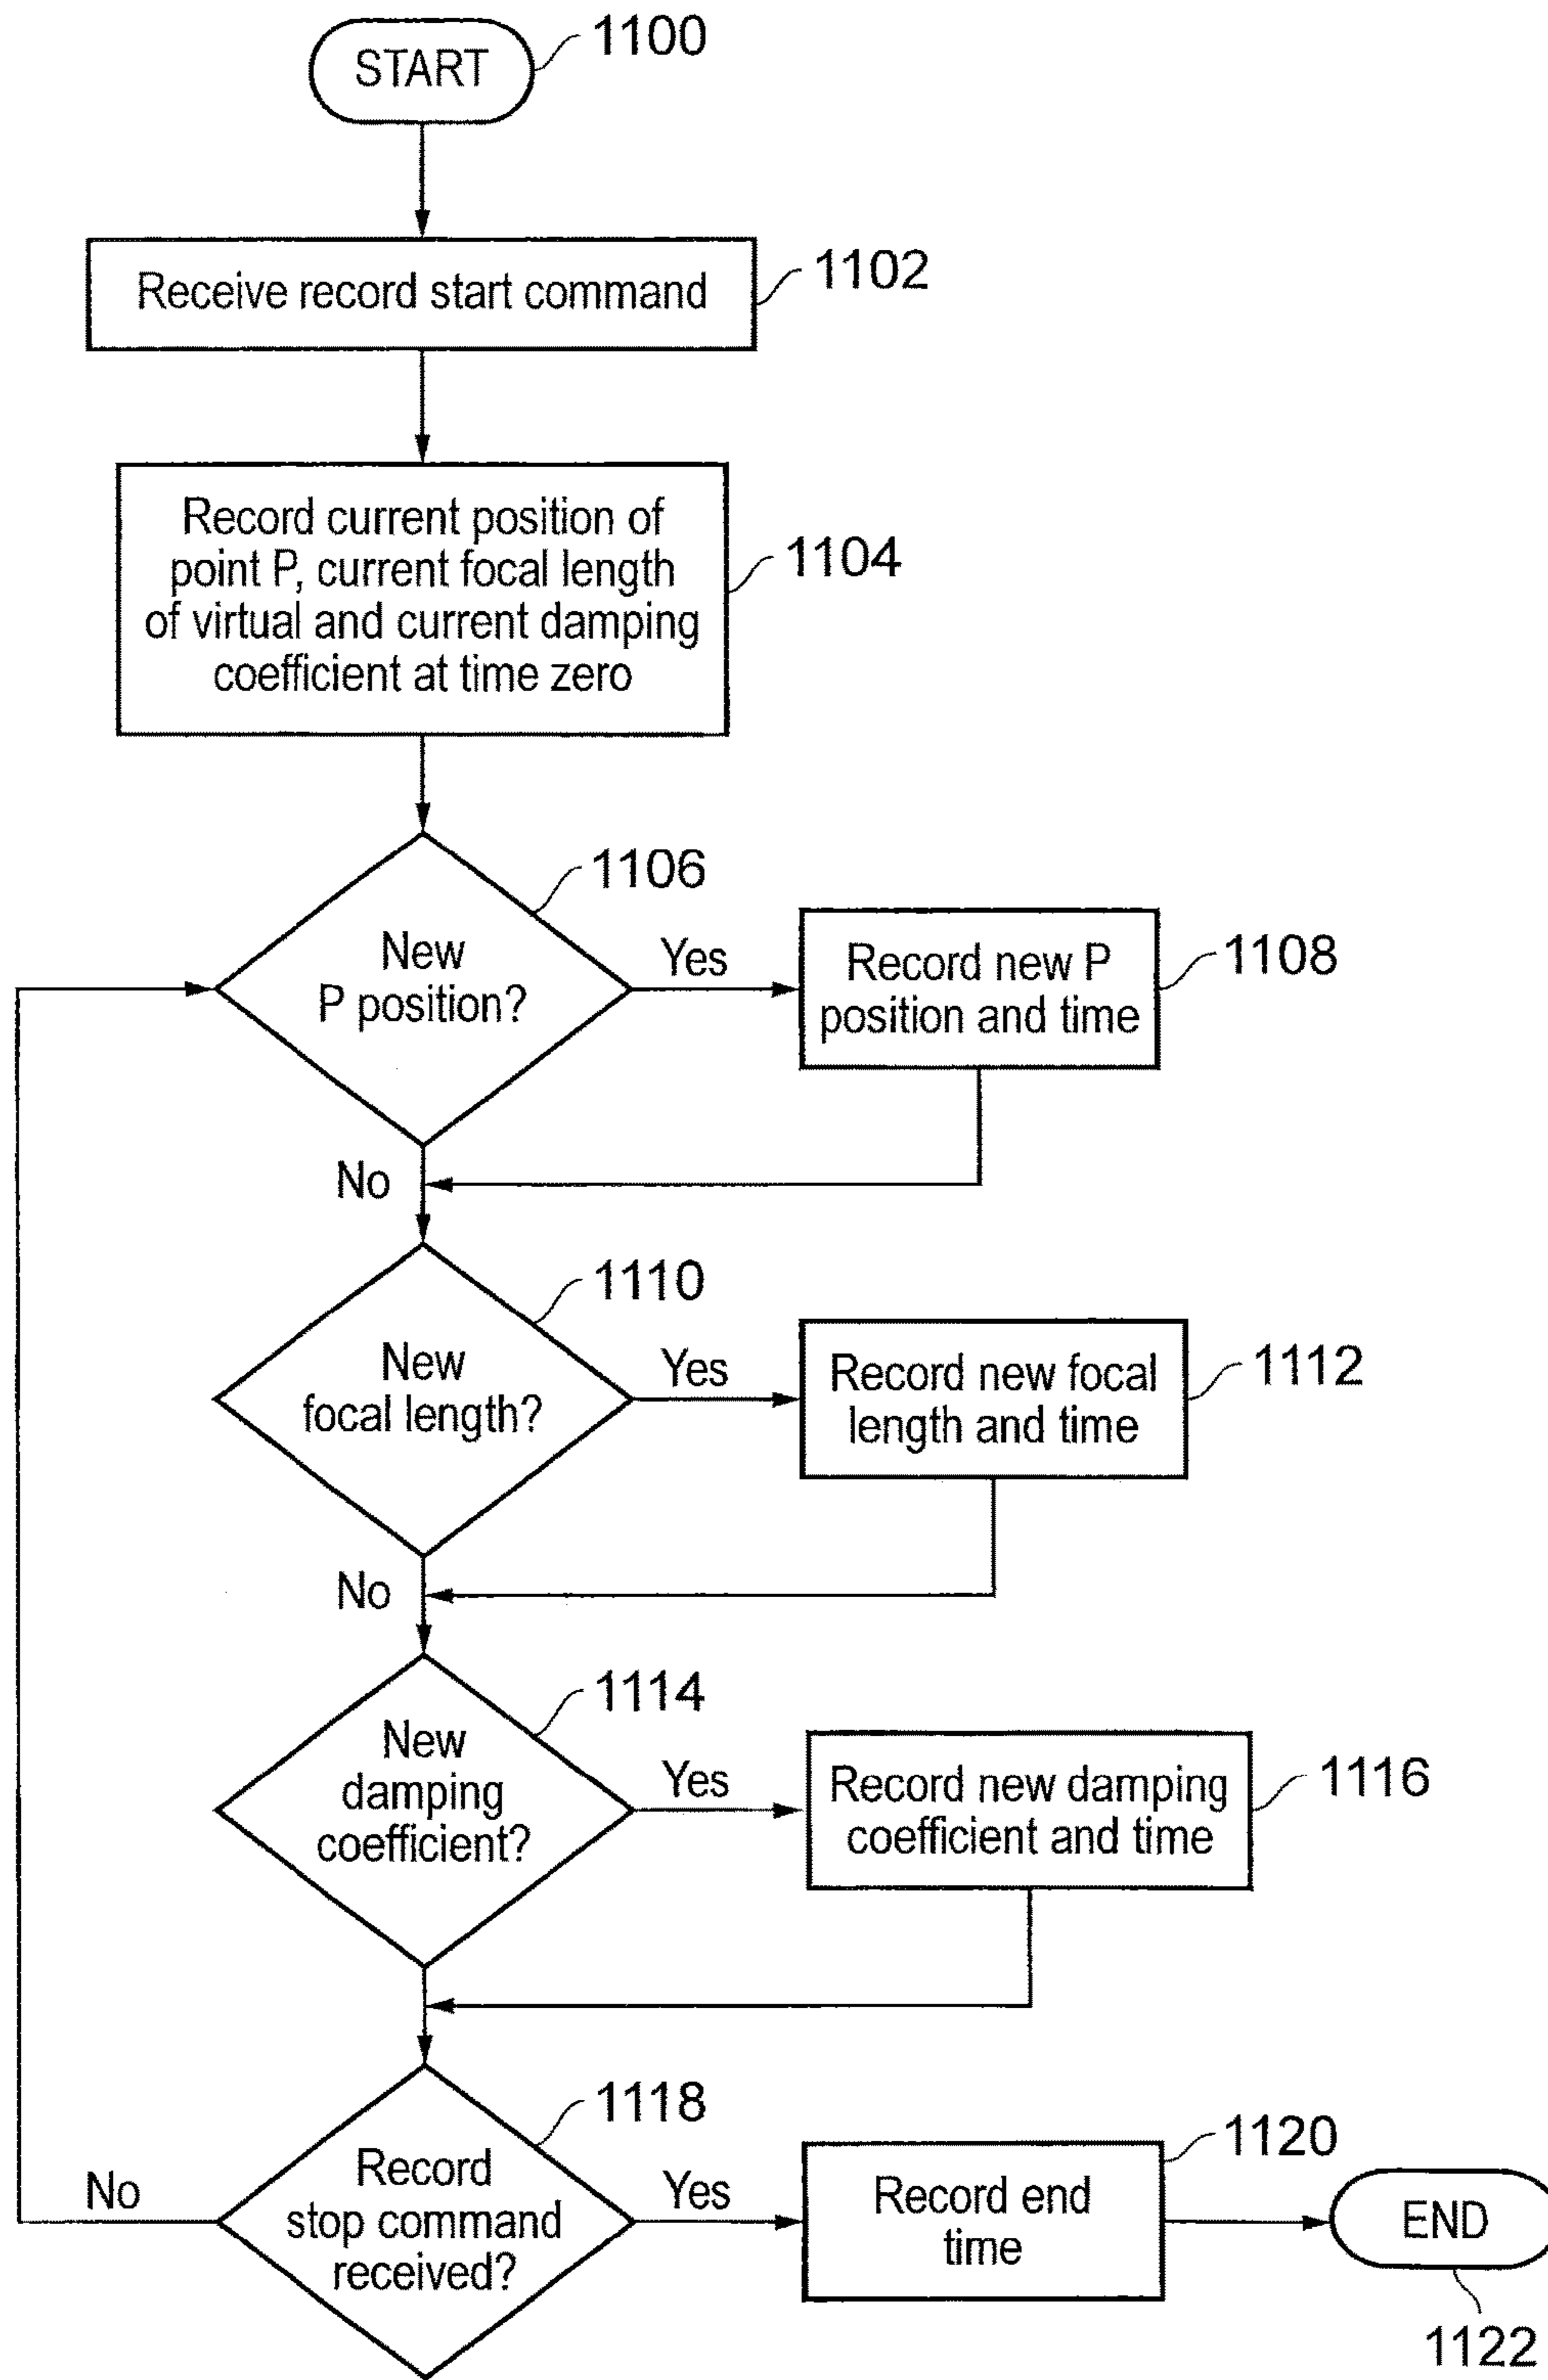 START
1100
Receive record start command
1102
Record current position of
point P, current focal length
of virtual and current damping
coefficient at time zero
1104
New
P position?
1106
Yes
Record new P
position and time
1108
No
New
focal length?
1110
Yes
Record new focal
length and time
1112
No
New
damping
coefficient?
1114
Yes
Record new damping
coefficient and time
1116
Record
stop command
received?
1118
No
Yes
Record end
time
1120
END
1122